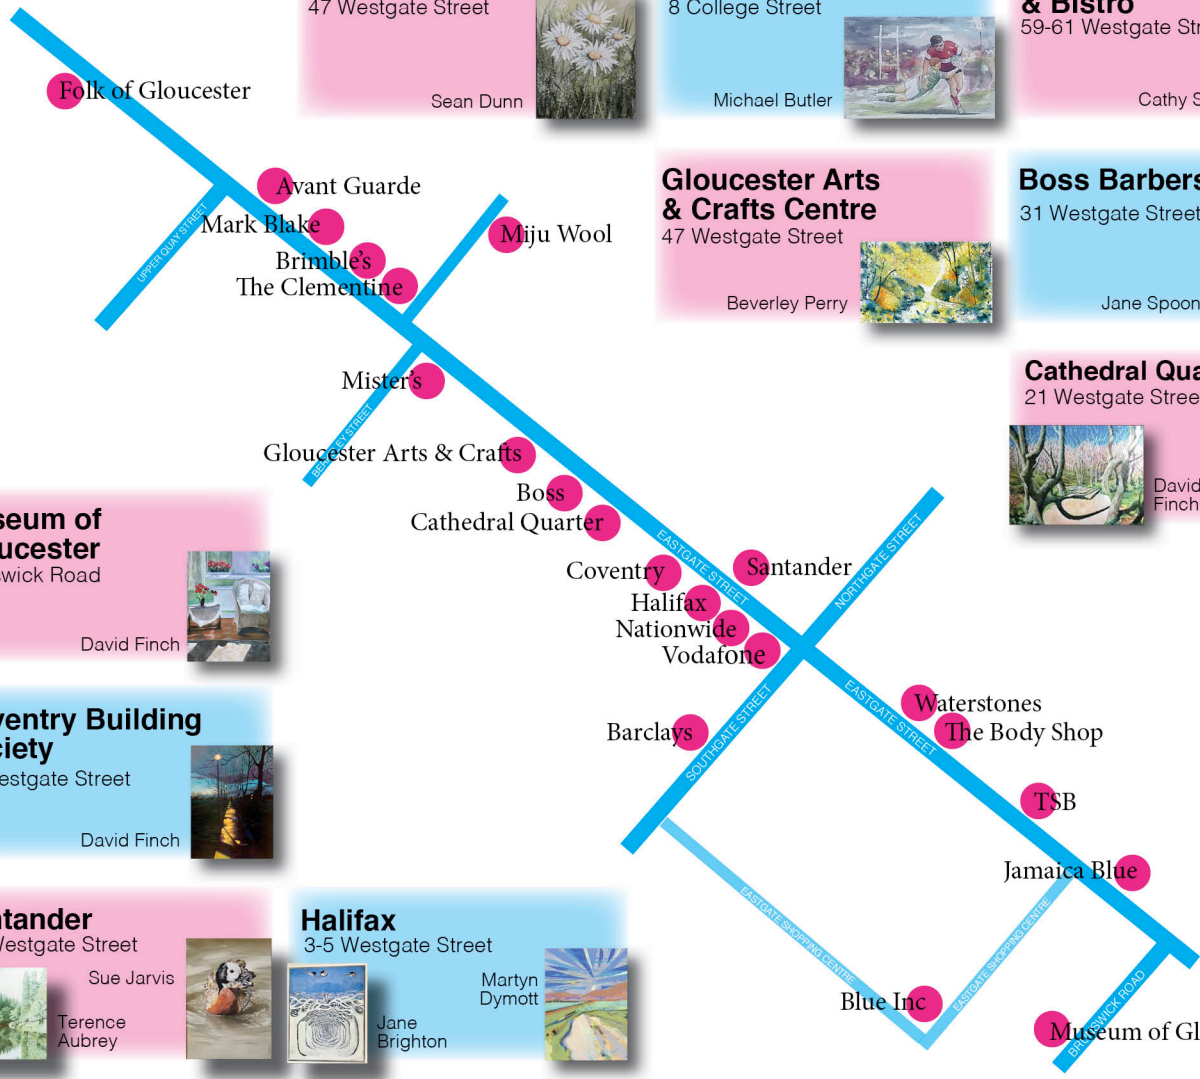 47 Westgate Street
Sean Dunn
8 College Street
Michael Butler
& Bistro
59-61 Westgate Str
Cathy S
Folk of Gloucester
Avant Guarde
Mark Blake
Brimble's
The Clementine
Miju Wool
UPPER QUAY STREET
Gloucester Arts
& Crafts Centre
47 Westgate Street
Beverley Perry
Boss Barbers
31 Westgate Street
Jane Spoon
Mister's
BERKELEY STREET
Gloucester Arts & Crafts
Boss
Cathedral Quarter
Cathedral Qua
21 Westgate Stree
David
Finch
seum of
ucester
swick Road
David Finch
EASTGATE STREET
Coventry
Santander
Halifax
Nationwide
Vodafone
NORTHGATE STREET
ventry Building
ciety
estgate Street
David Finch
Barclays
SOUTHGATE STREET
EASTGATE STREET
Waterstones
The Body Shop
TSB
Jamaica Blue
EASTGATE SHOPPING CENTRE
EASTGATE SHOPPING CENTRE
Blue Inc
BRUNSWICK ROAD
Museum of Gl
ntander
Westgate Street
Sue Jarvis
Terence
Aubrey
Halifax
3-5 Westgate Street
Martyn
Dymott
Jane
Brighton